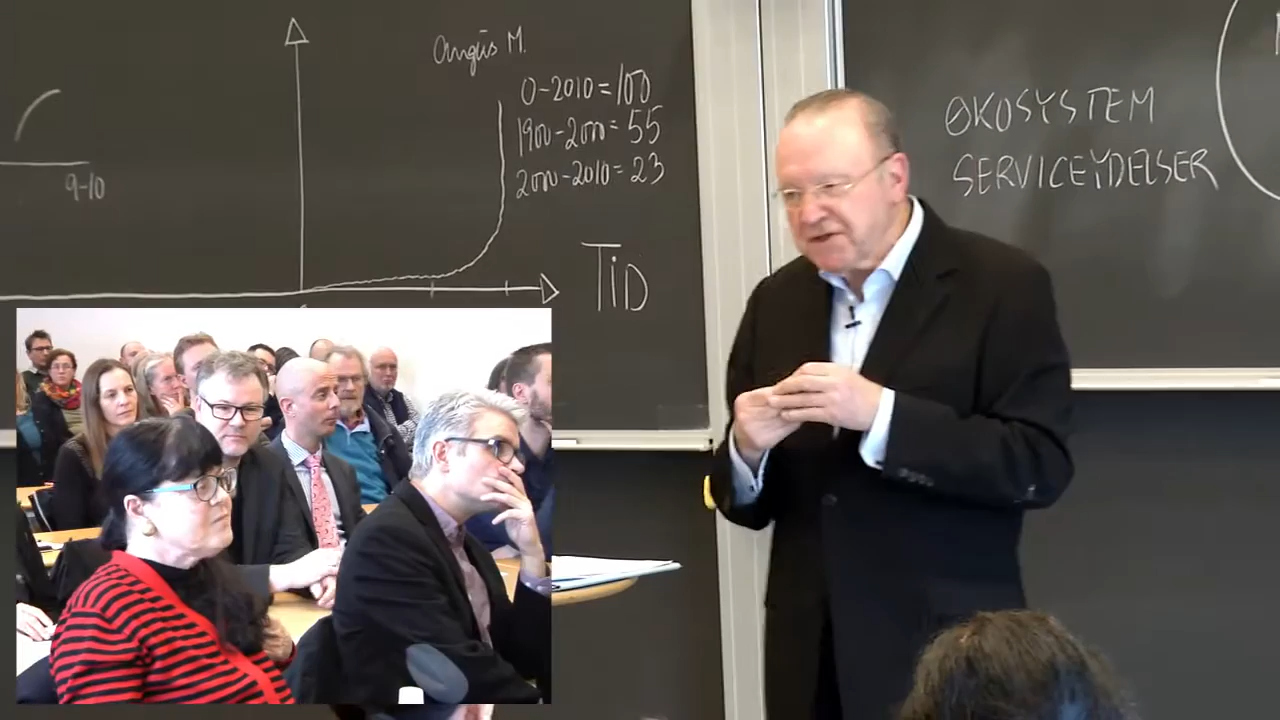 9-10
Angus M.
0-2010=100
1900-2000=55
2000-2010=23
TiD
ØKOSYSTEM
SERVICEYDELSER